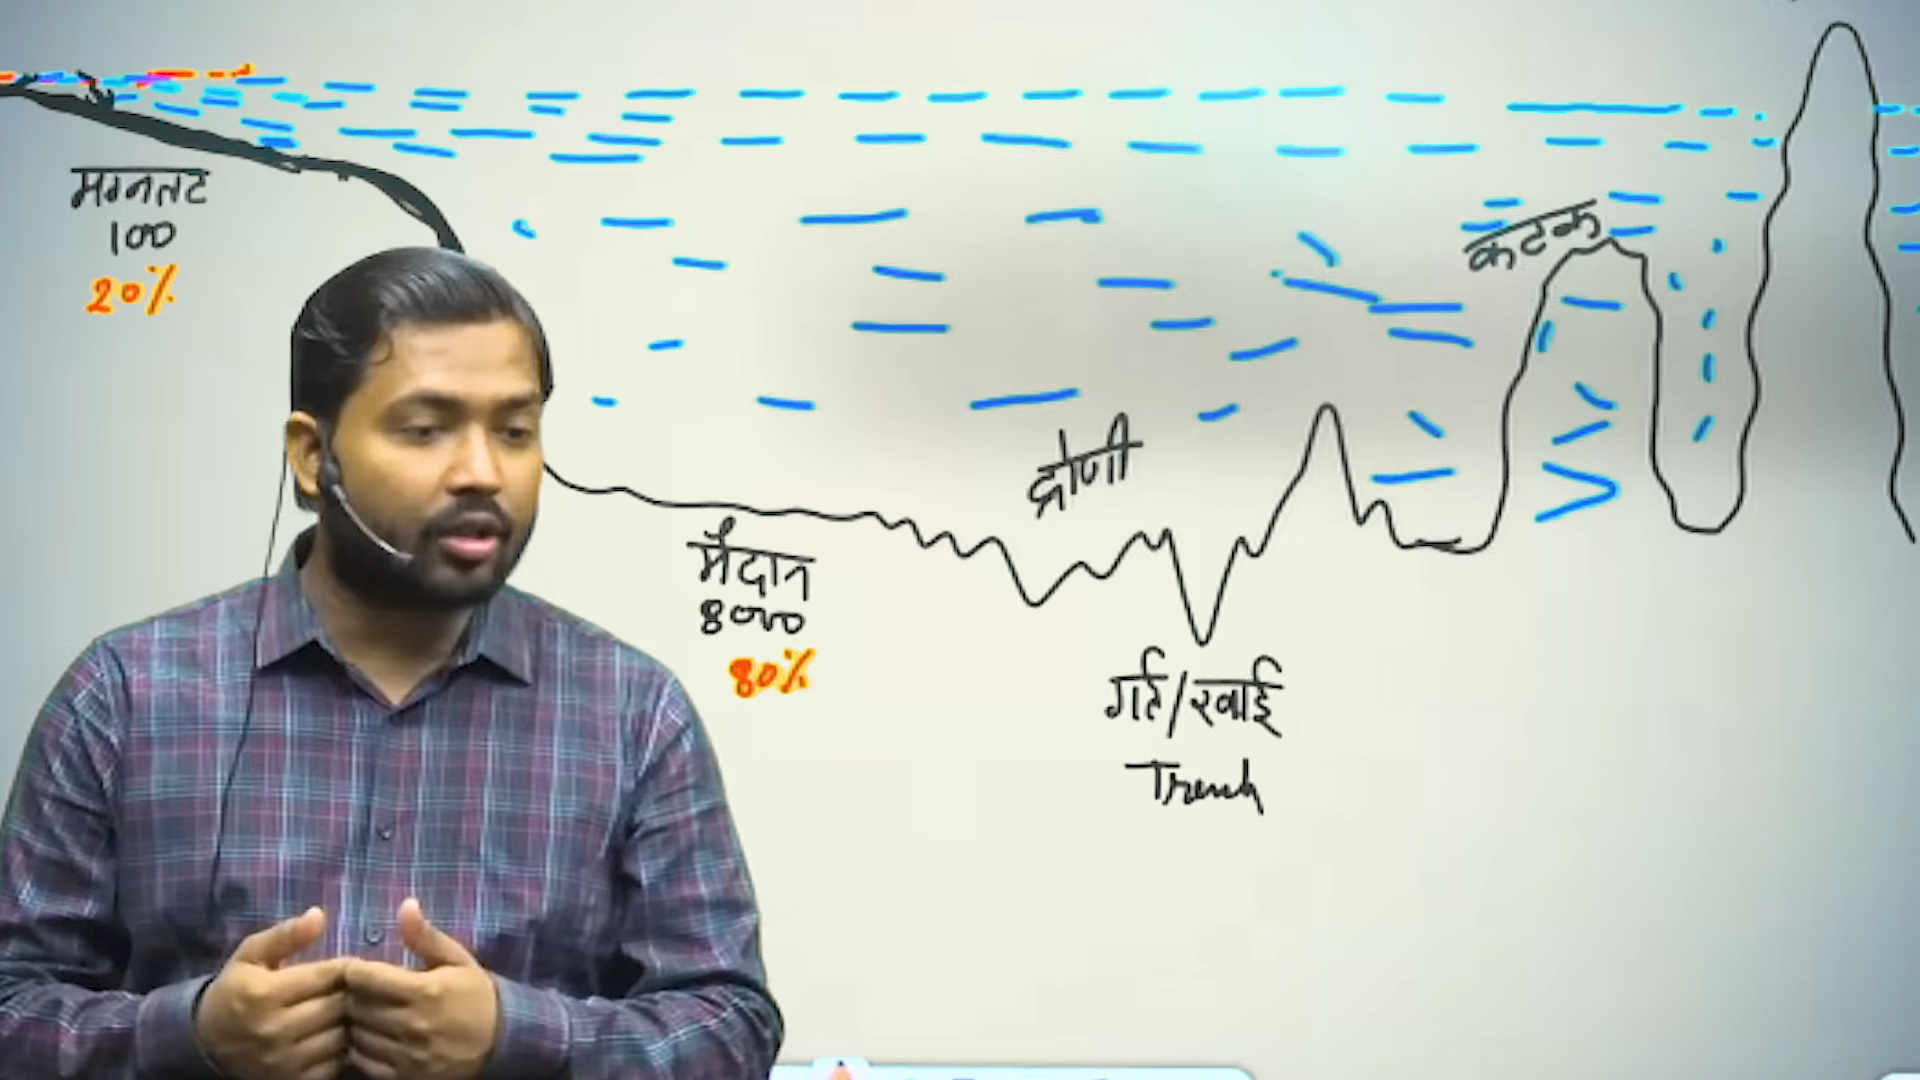 मग्नतट
100
20%
कटक
द्रोणी
मैदान
8000
80%
गर्त/खाई
Trench